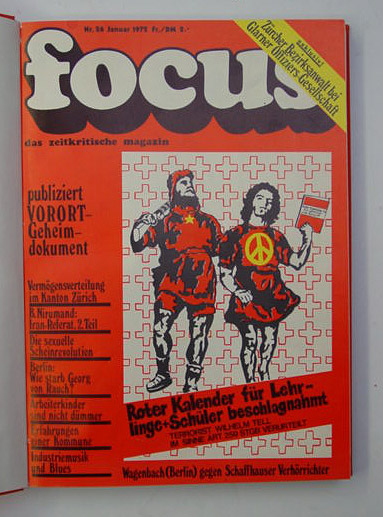 Nr. 54 Januar 1975 Fr./DM 2.-
exklusiv!
Zürcher Bezirksanwalt bei
Glarner Offiziers-Gesellschaft
focus
das zeitkritische magazin
publiziert
VORORT-
Geheim-
dokument
Vermögensverteilung
im Kanton Zürich
B. Nirumand:
Iran-Referat, 2. Teil
Die sexuelle
Scheinrevolution
Berlin:
Wie starb Georg
von Rauch?
Arbeiterkinder
sind nicht dümmer
Erfahrungen
einer Kommune
Industriemusik
und Blues
Roter Kalender für Lehr-
linge+Schüler beschlagnahmt
TERRORIST WILHELM TELL
IM SINNE ART. 259 STGB VERURTEILT
Wagenbach (Berlin) gegen Schaffhauser Verhörrichter